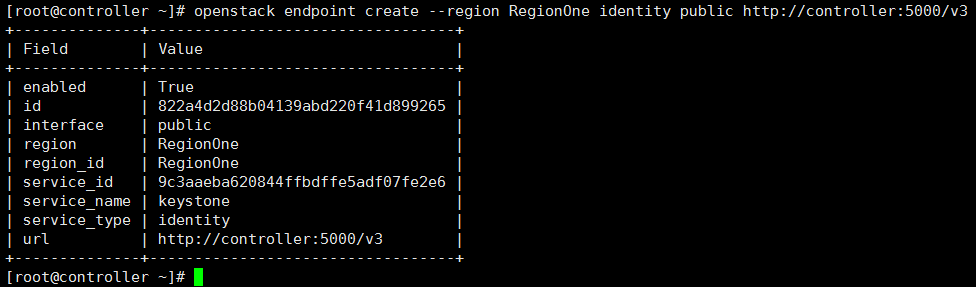 [root@controller ~]# openstack endpoint create --region RegionOne identity public http://controller:5000/v3
+--------------+----------------------------------+
| Field        | Value                            |
+--------------+----------------------------------+
| enabled      | True                             |
| id           | 822a4d2d88b04139abd220f41d899265 |
| interface    | public                           |
| region       | RegionOne                        |
| region_id    | RegionOne                        |
| service_id   | 9c3aaeba620844ffbdffe5adf07fe2e6 |
| service_name | keystone                         |
| service_type | identity                         |
| url          | http://controller:5000/v3        |
+--------------+----------------------------------+
[root@controller ~]#